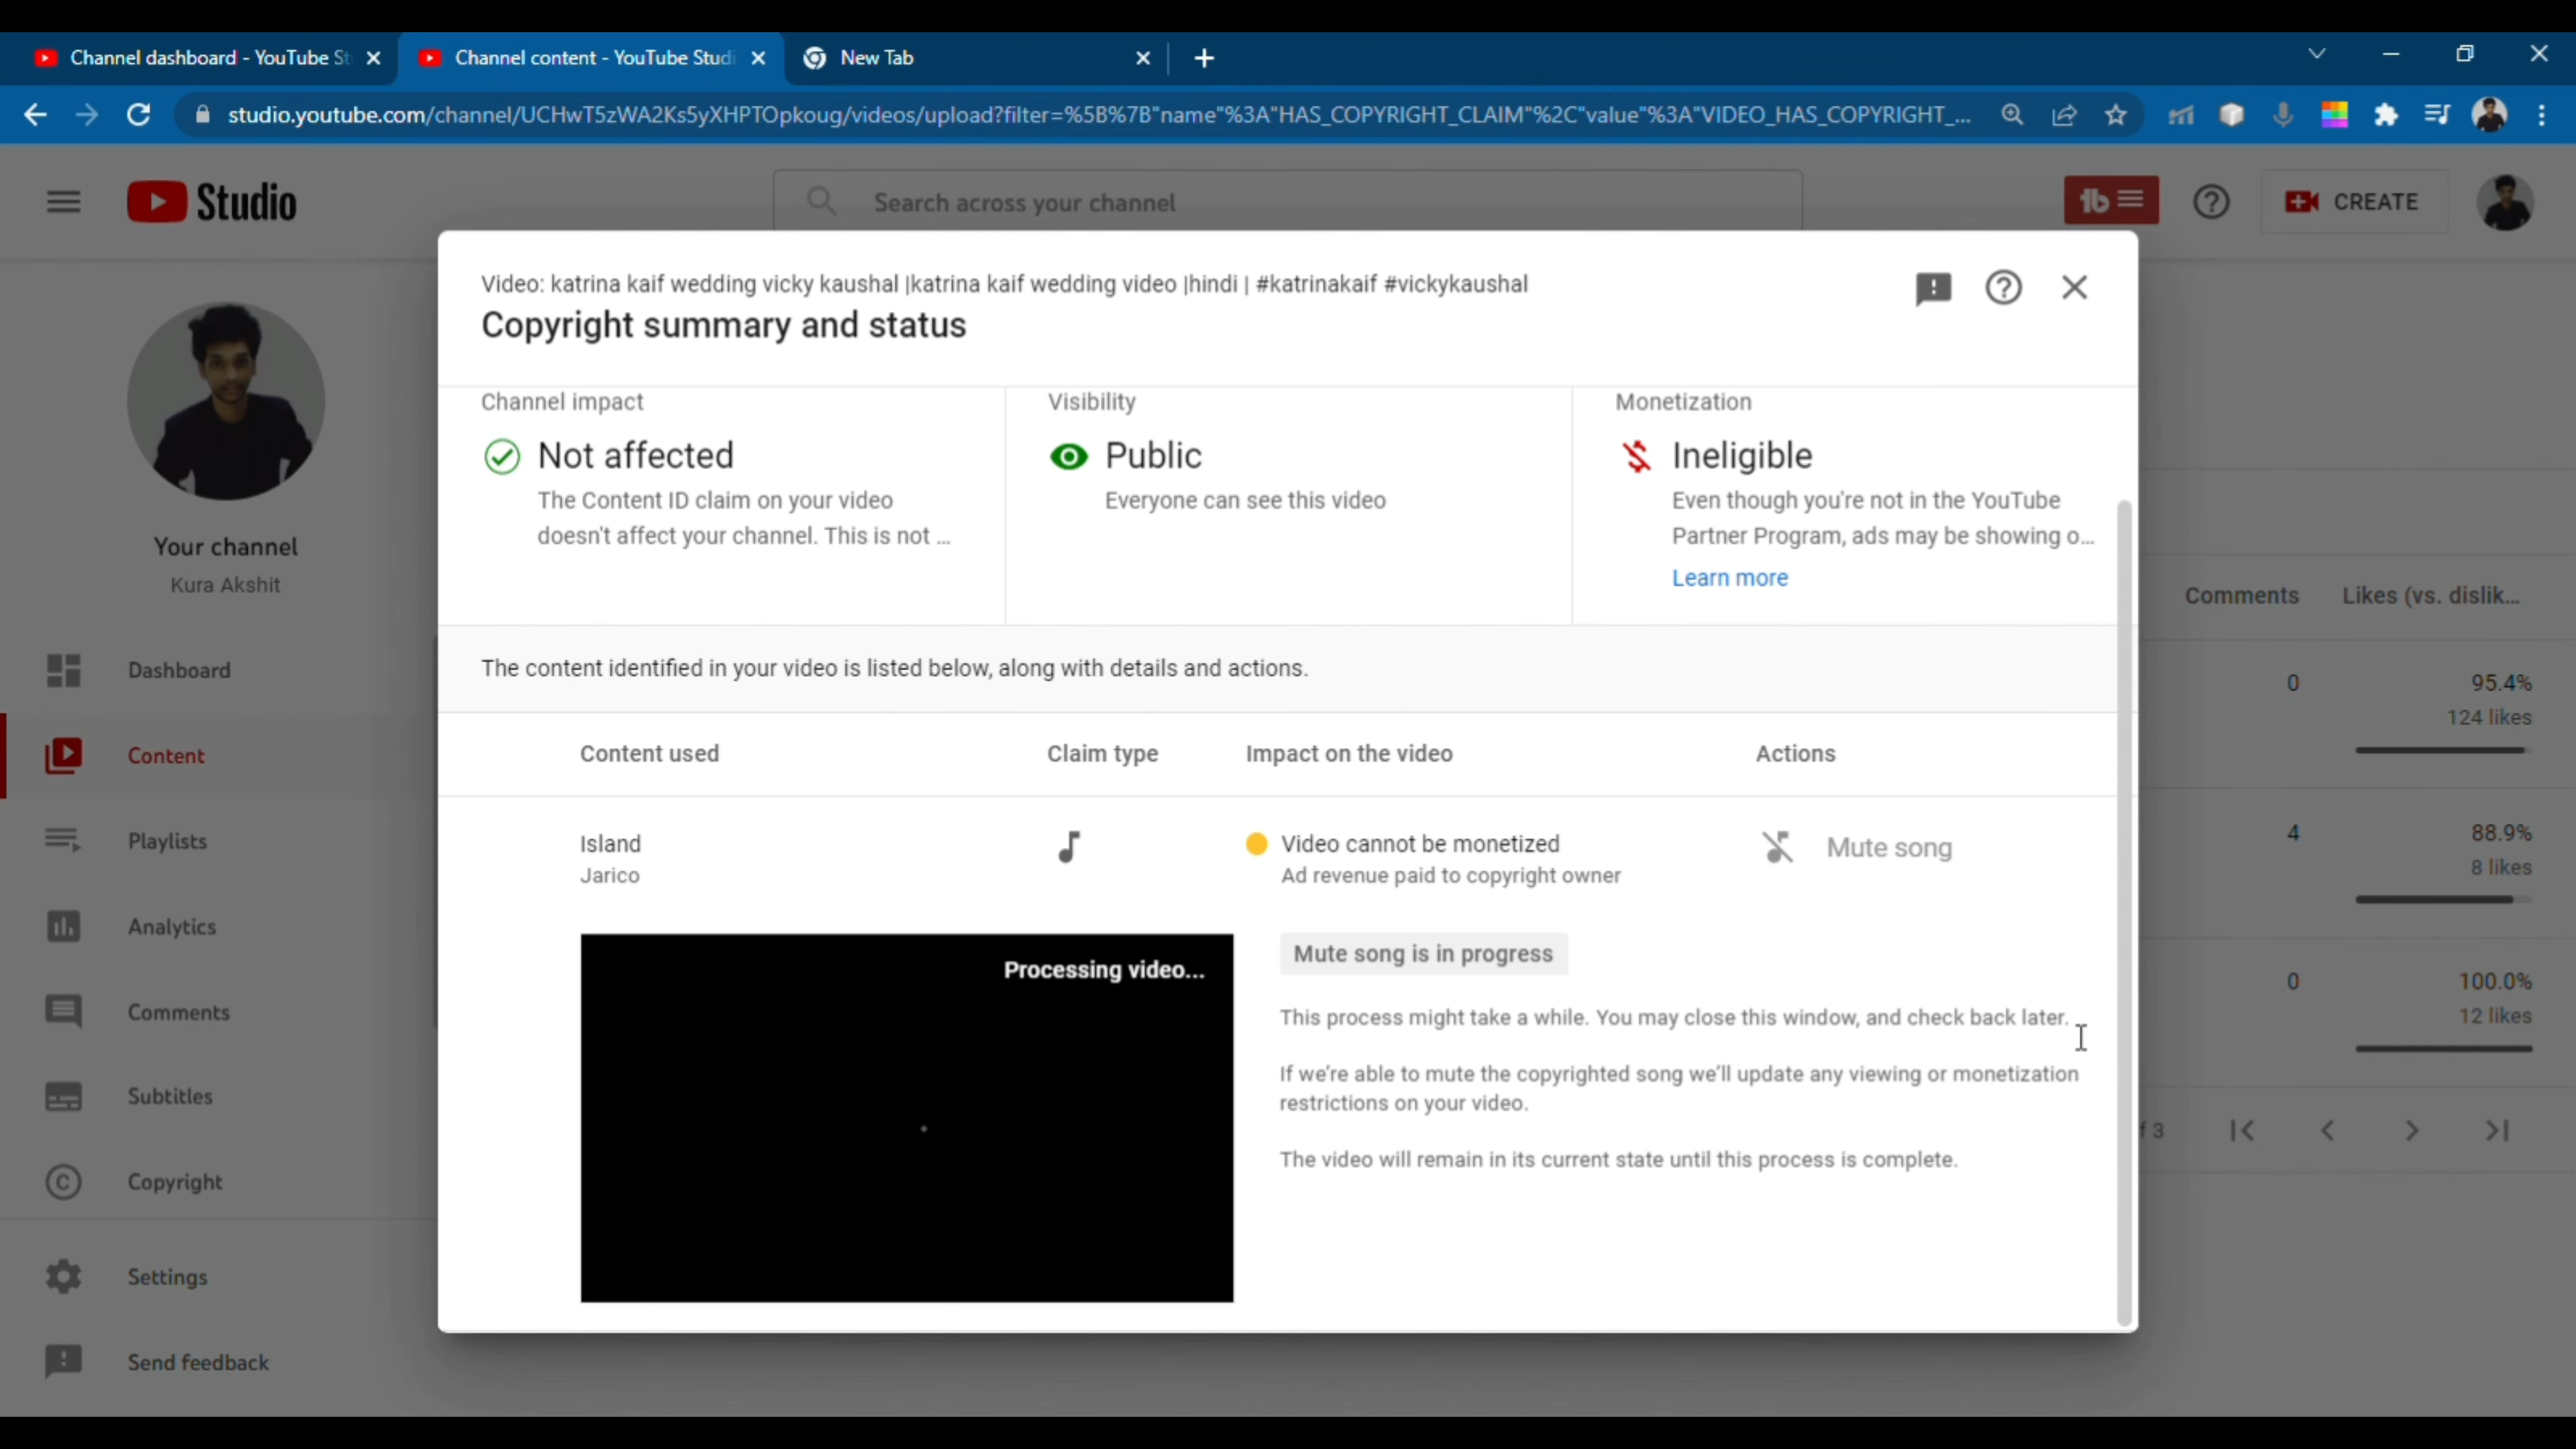 Channel dashboard - YouTube St
Channel content - YouTube Studi
New Tab
studio.youtube.com/channel/UCHwT5zWA2Ks5yXHPTOpkoug/videos/upload?filter=%5B%7B"name"%3A"HAS_COPYRIGHT_CLAIM"%2C"value"%3A"VIDEO_HAS_COPYRIGHT_...
Studio
Search across your channel
CREATE
Video: katrina kaif wedding vicky kaushal |katrina kaif wedding video |hindi | #katrinakaif #vickykaushal
Copyright summary and status
Channel impact
Not affected
The Content ID claim on your video
doesn't affect your channel. This is not ...
Visibility
Public
Everyone can see this video
Monetization
Ineligible
Even though you're not in the YouTube
Partner Program, ads may be showing o...
Learn more
The content identified in your video is listed below, along with details and actions.
Content used
Claim type
Impact on the video
Actions
Island
Jarico
Video cannot be monetized
Ad revenue paid to copyright owner
Mute song
Processing video...
Mute song is in progress
This process might take a while. You may close this window, and check back later.
If we're able to mute the copyrighted song we'll update any viewing or monetization
restrictions on your video.
The video will remain in its current state until this process is complete.
Your channel
Kura Akshit
Dashboard
Content
Playlists
Analytics
Comments
Subtitles
Copyright
Settings
Send feedback
Comments
Likes (vs. dislik...
0
95.4%
124 likes
4
88.9%
8 likes
0
100.0%
12 likes
f 3